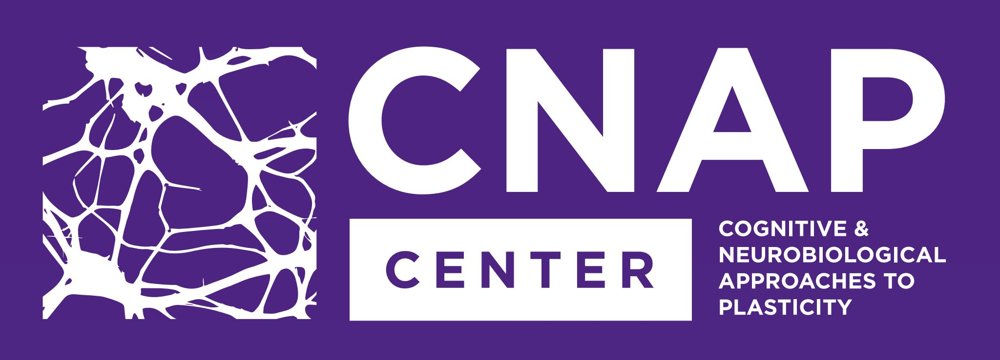 CNAP
CENTER
COGNITIVE &
NEUROBIOLOGICAL
APPROACHES TO
PLASTICITY